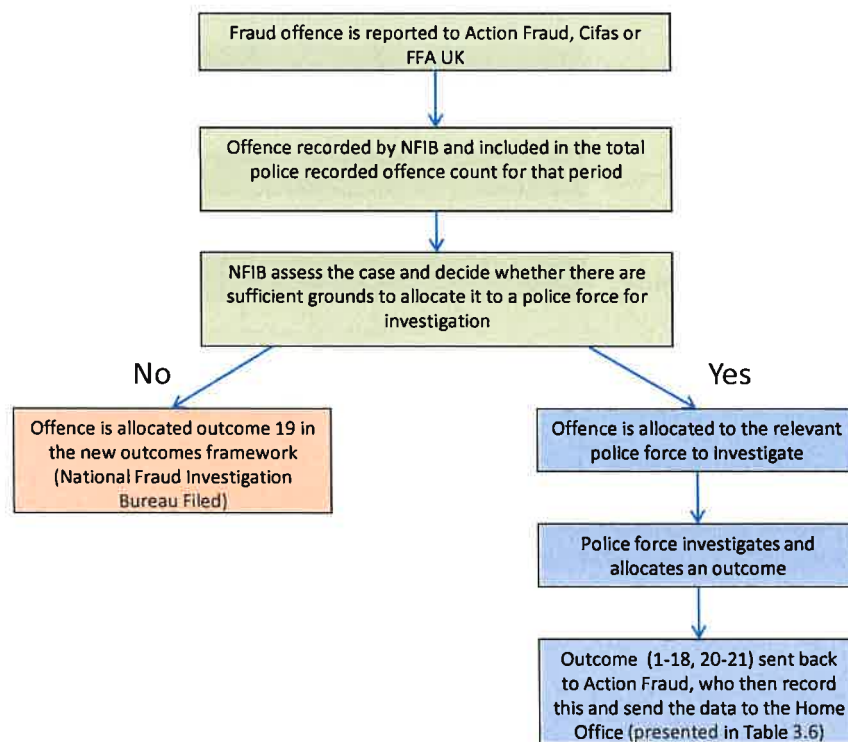 Fraud offence is reported to Action Fraud, Cifas or
FFA UK
Offence recorded by NFIB and included in the total
police recorded offence count for that period
NFIB assess the case and decide whether there are
sufficient grounds to allocate it to a police force for
investigation
No
Yes
Offence is allocated outcome 19 in
the new outcomes framework
(National Fraud Investigation
Bureau Filed)
Offence is allocated to the relevant
police force to investigate
Police force investigates and
allocates an outcome
Outcome (1-18, 20-21) sent back
to Action Fraud, who then record
this and send the data to the Home
Office (presented in Table 3.6)